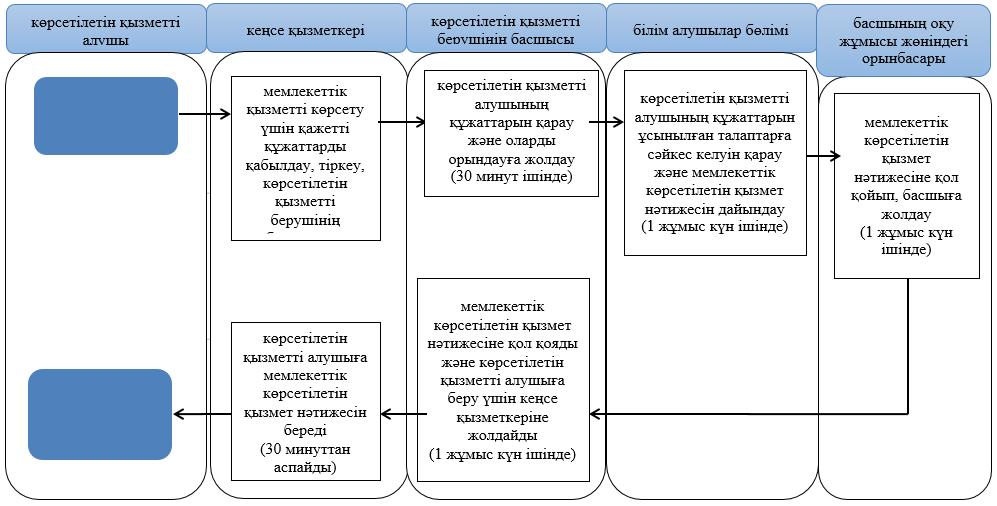 көрсетілетін қызметті
алушы
кеңсе қызметкері
көрсетілетін қызметті
берушінің басшысы
білім алушылар бөлімі
басшының оқу
жұмысы жөніндегі
орынбасары
мемлекеттік
қызметті көрсету
үшін қажетті
құжаттарды
қабылдау, тіркеу,
көрсетілетін
қызметті
берушінің
көрсетілетін қызметті
алушының
құжаттарын қарау
және оларды
орындауға жолдау
(30 минут ішінде)
көрсетілетін қызметті
алушының құжаттарын
ұсынылған талаптарға
сәйкес келуін қарау
және мемлекеттік
көрсетілетін қызмет
нәтижесін дайындау
(1 жұмыс күн ішінде)
мемлекеттік
көрсетілетін
қызмет
нәтижесіне қол
қойып, басшыға
жолдау
(1 жұмыс күн
ішінде)
мемлекеттік
көрсетілетін қызмет
нәтижесіне қол қояды
және көрсетілетін
қызметті алушыға
беру үшін кеңсе
қызметкеріне
жолдайды
(1 жұмыс күн ішінде)
көрсетілетін
қызметті алушыға
мемлекеттік
көрсетілетін
қызмет нәтижесін
береді
(30 минуттан
аспайды)